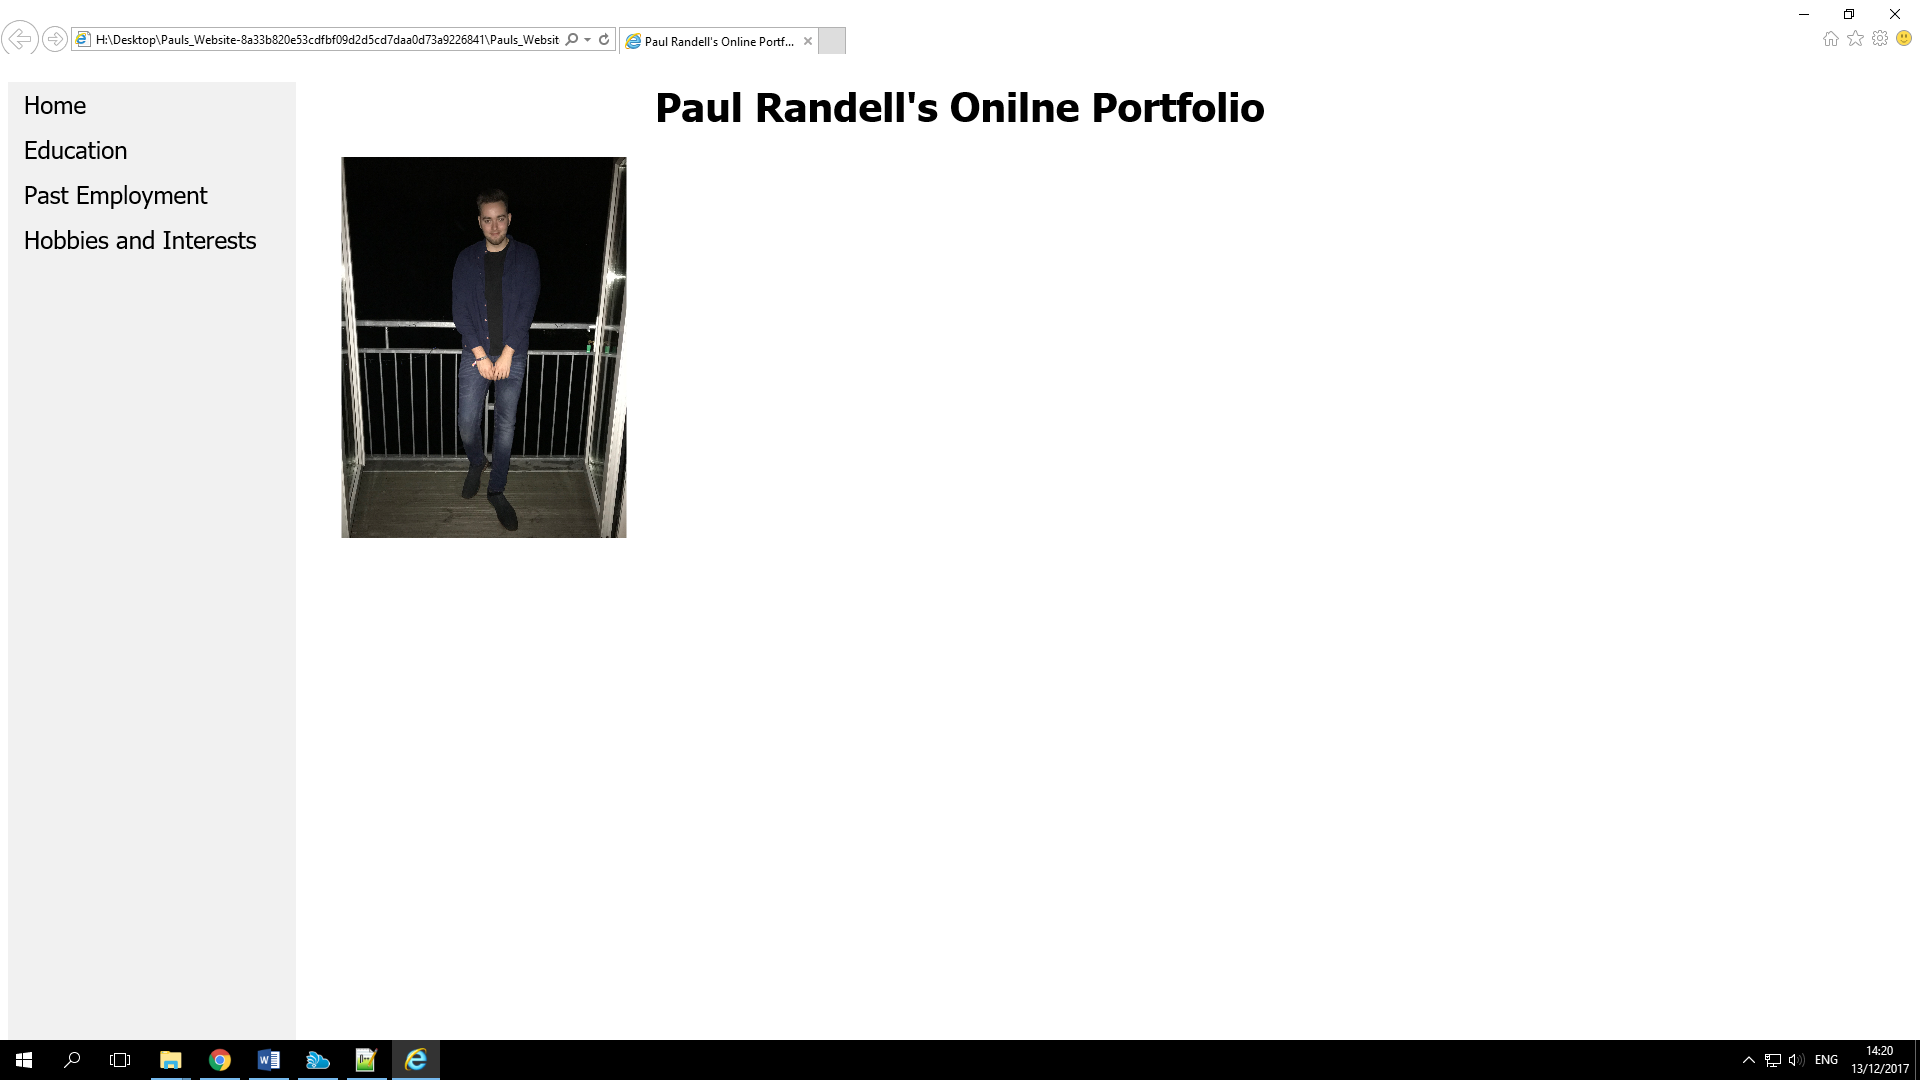 H:\Desktop\Pauls_Website-8a33b820e53cdfbf09d2d5cd7daa0d73a9226841\Pauls_Websit
Paul Randell's Online Portf...
Home
Education
Past Employment
Hobbies and Interests
Paul Randell's Onilne Portfolio
ENG
14:20
13/12/2017